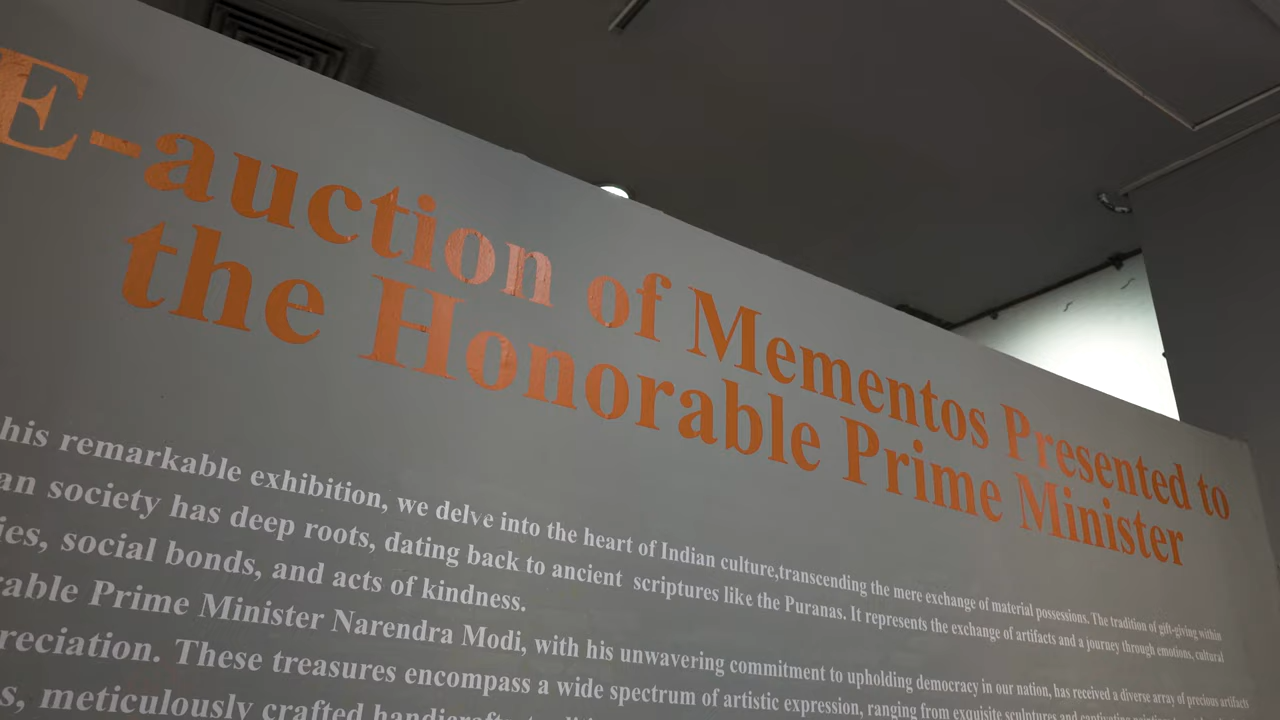 E-auction of Mementos Presented to
the Honorable Prime Minister
his remarkable exhibition, we delve into the heart of Indian culture,transcending the mere exchange of material possessions. The tradition of gift-giving within
an society has deep roots, dating back to ancient scriptures like the Puranas. It represents the exchange of artifacts and a journey through emotions, cultural
ies, social bonds, and acts of kindness.
rable Prime Minister Narendra Modi, with his unwavering commitment to upholding democracy in our nation, has received a diverse array of precious artifacts
reciation. These treasures encompass a wide spectrum of artistic expression, ranging from exquisite sculptures and captivating
s, meticulously crafted